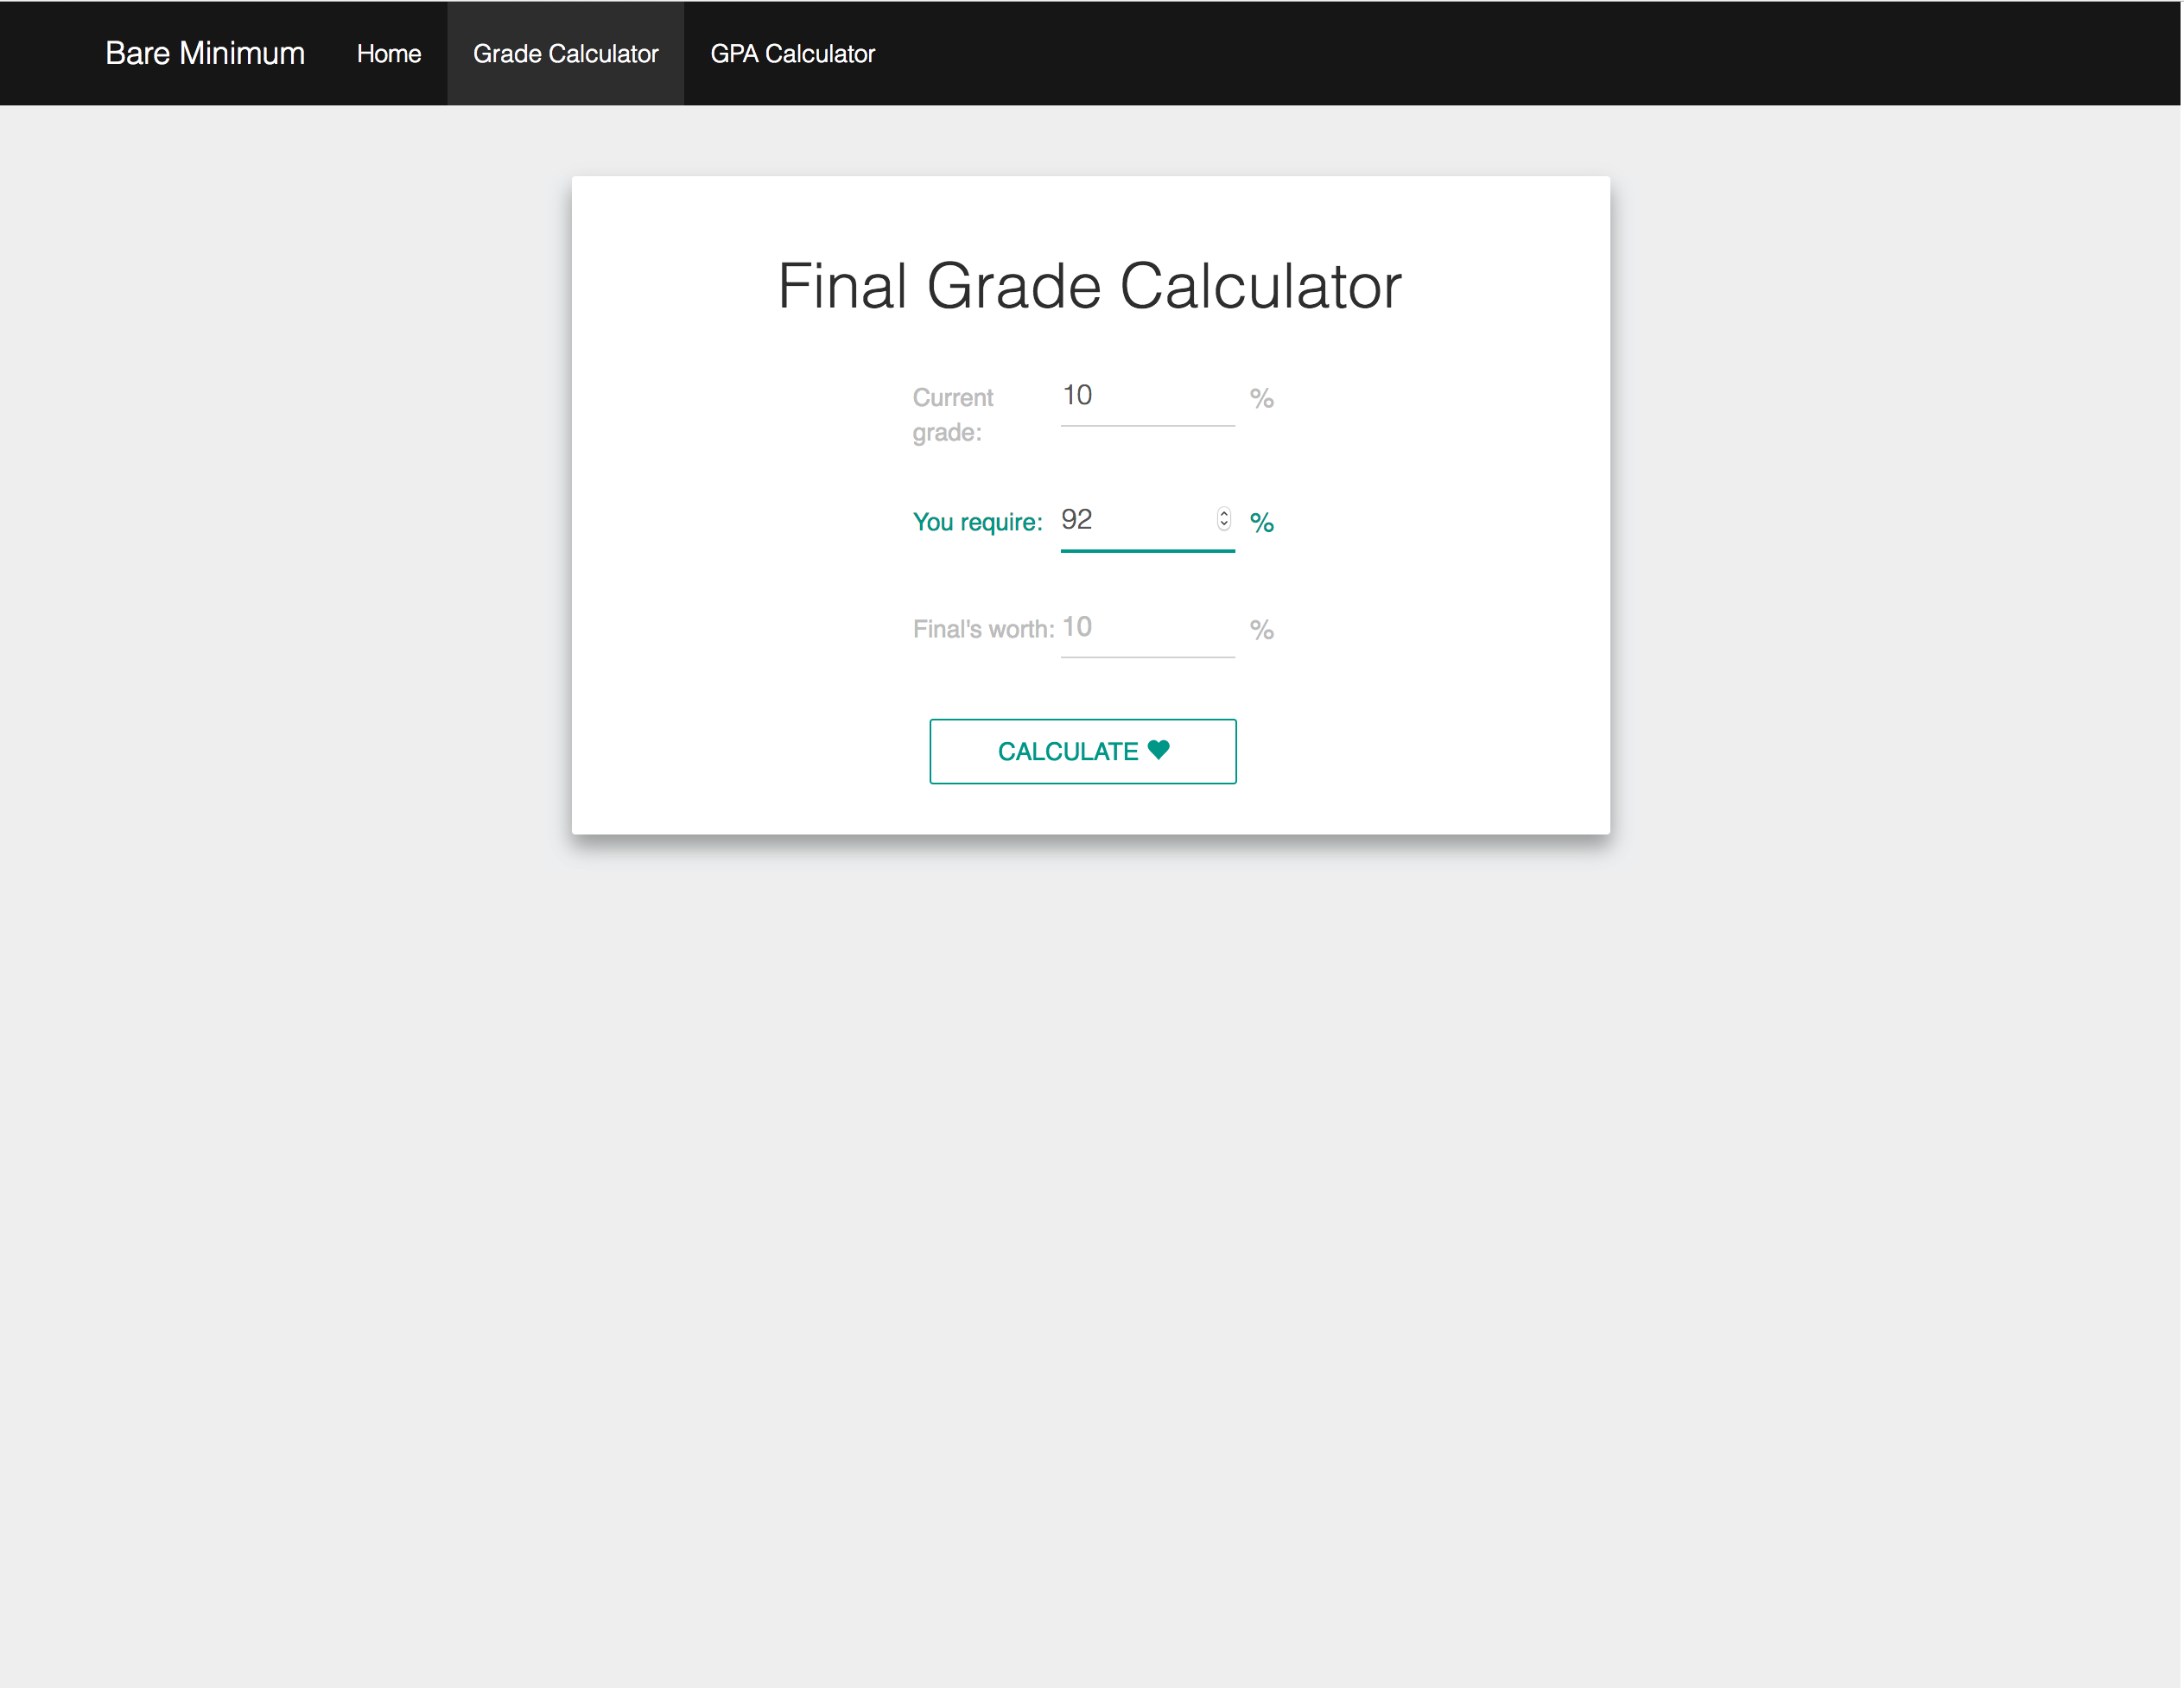 Bare Minimum Home Grade Calculator GPA Calculator
Final Grade Calculator
Current 10 %
grade:
You require: 92 %
Final's worth: 10 %
CALCULATE